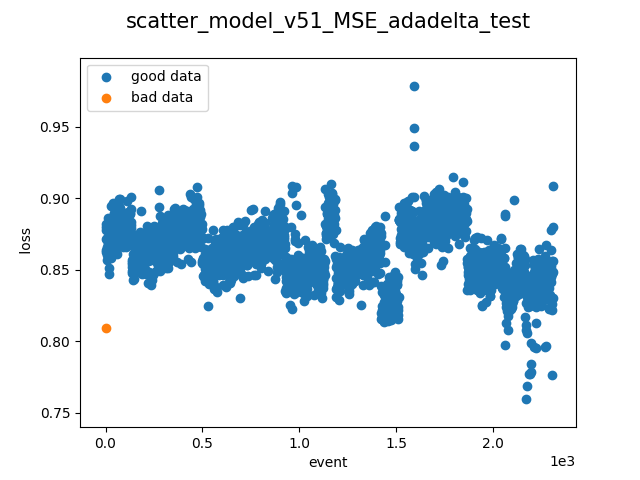 scatter_model_v51_MSE_adadelta_test
good data
bad data
0.95
0.90
0.85
0.80
0.75
loss
0.0
0.5
1.0
1.5
2.0
event
1e3